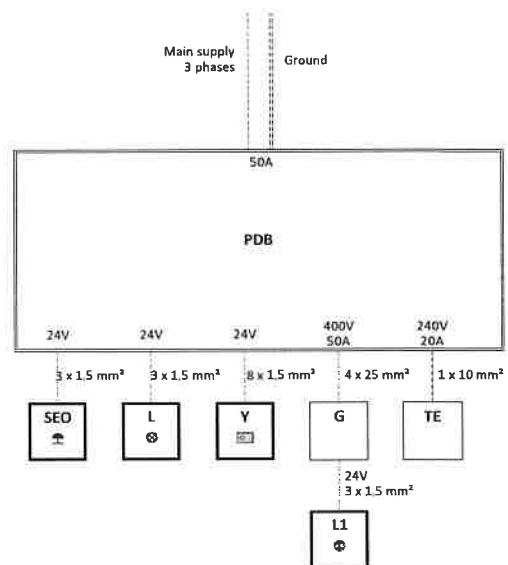 Main supply
3 phases
Ground
50A
PDB
24V
24V
24V
400V
50A
240V
20A
3 x 1,5 mm²
3 x 1,5 mm²
8 x 1,5 mm²
4 x 25 mm²
1 x 10 mm²
SEO
L
Y
G
TE
24V
3 x 1,5 mm²
L1